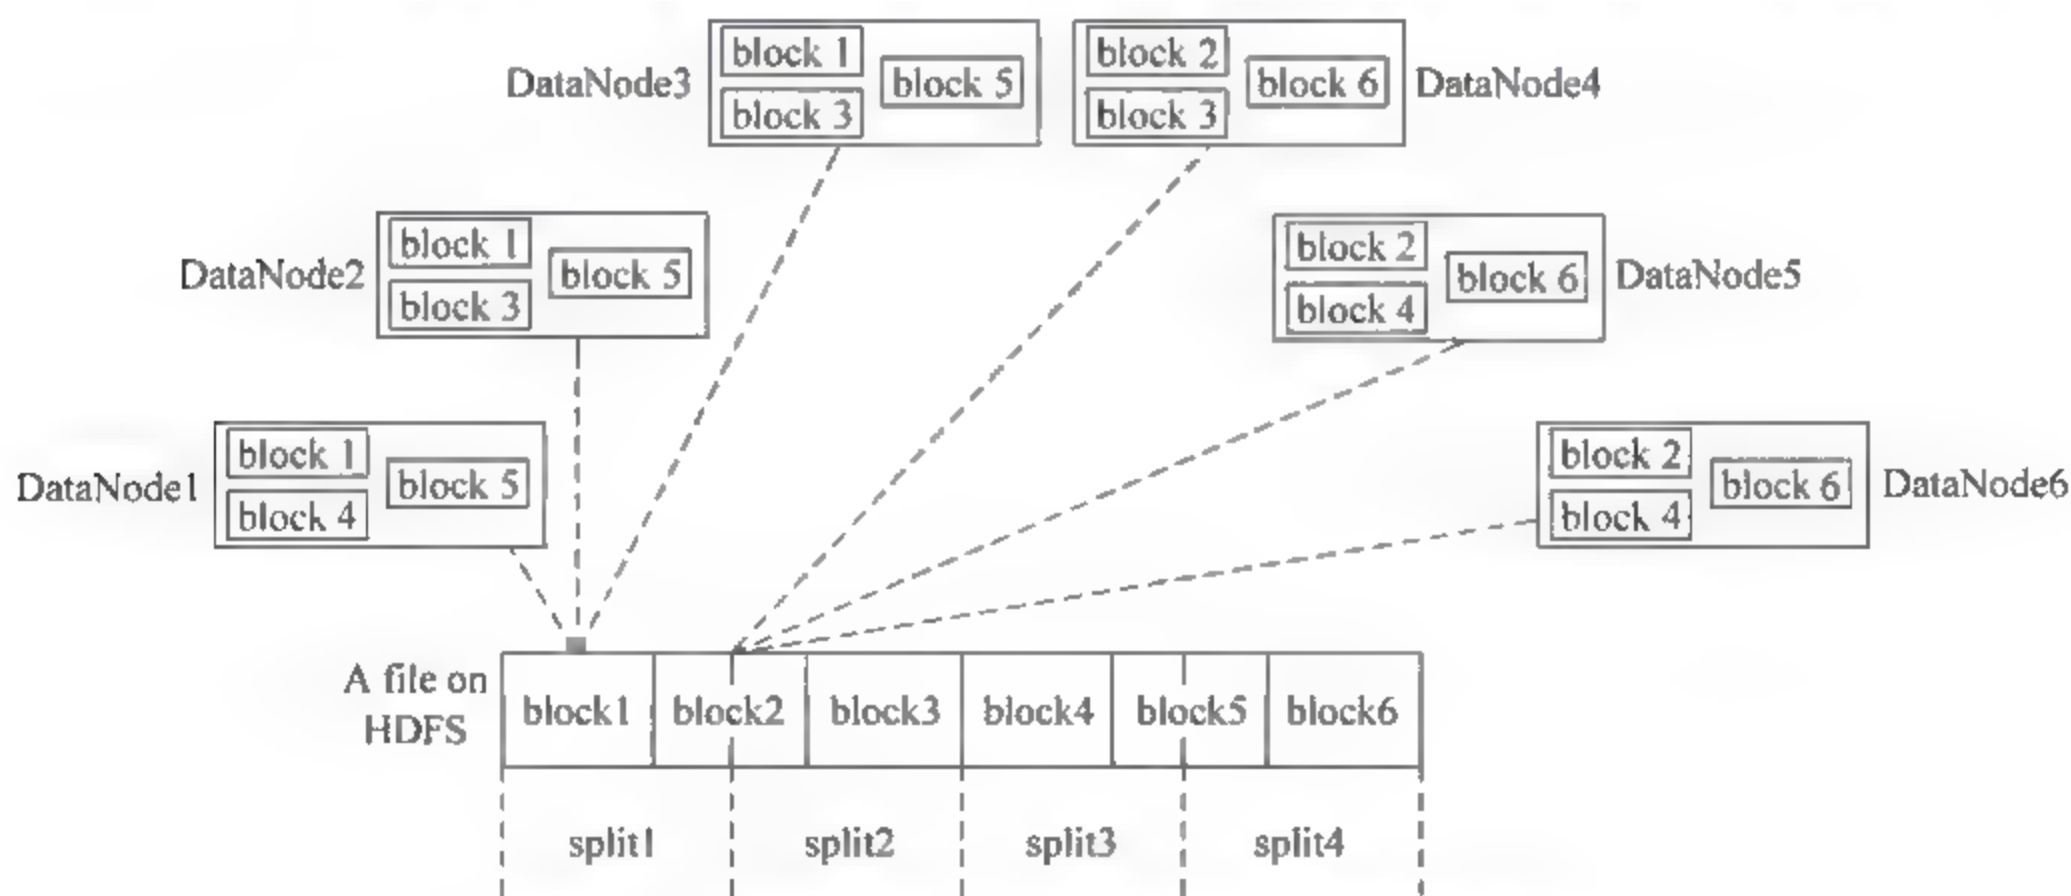 DataNode3
block 1
block 3
block 5
block 2
block 3
block 6
DataNode4
DataNode2
block 1
block 3
block 5
block 2
block 4
block 6
DataNode5
DataNode1
block 1
block 4
block 5
block 2
block 4
block 6
DataNode6
A file on
HDFS
block1
block2
block3
block4
block5
block6
split1
split2
split3
split4